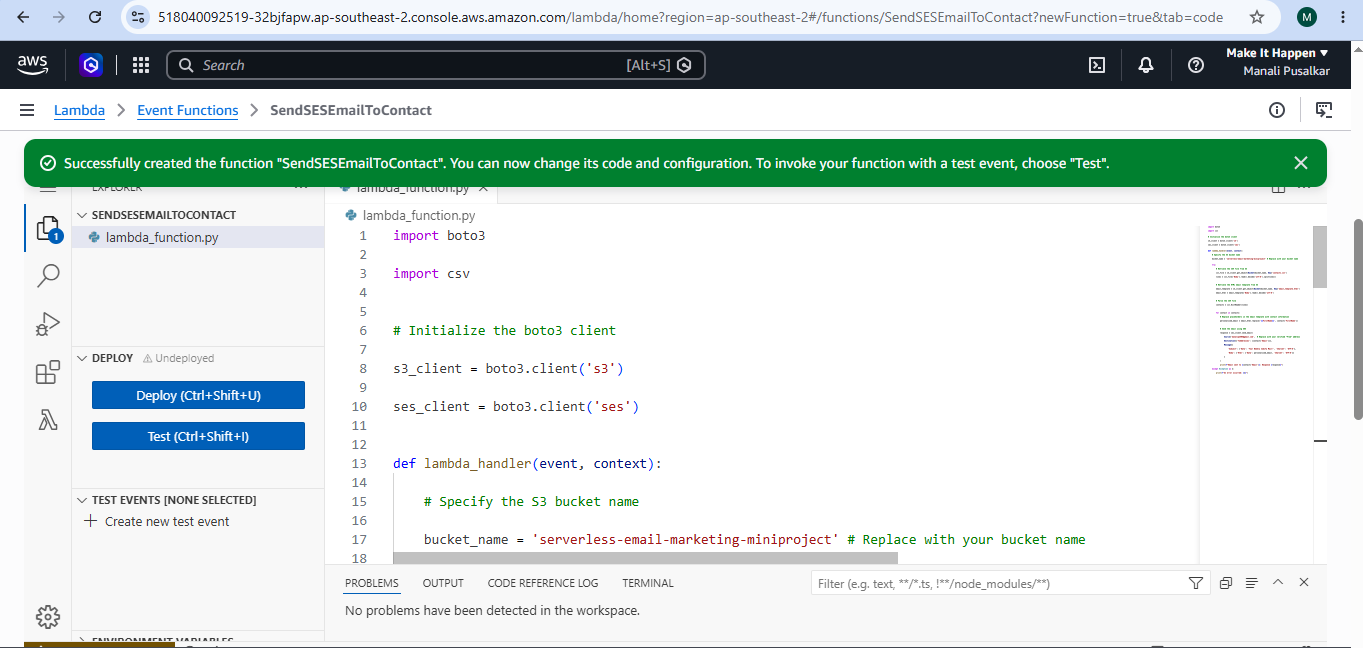 518040092519-32bjfapw.ap-southeast-2.console.aws.amazon.com/lambda/home?region=ap-southeast-2#/functions/SendSESEmailToContact?newFunction=true&tab=code
M
aws
Search
[Alt+S]
Make It Happen ▼
Manali Pusalkar
Lambda > Event Functions > SendSESEmailToContact
Successfully created the function "SendSESEmailToContact". You can now change its code and configuration. To invoke your function with a test event, choose "Test".
EXPLORER
lambda_function.py
SENDSESEMAILTOCONTACT
lambda_function.py
1
DEPLOY Undeployed
Deploy (Ctrl+Shift+U)
Test (Ctrl+Shift+I)
TEST EVENTS [NONE SELECTED]
Create new test event
ENVIRONMENT VARIABLES
lambda_function.py
1 import boto3
2
3 import csv
4
5
6 # Initialize the boto3 client
7
8 s3_client = boto3.client('s3')
9
10 ses_client = boto3.client('ses')
11
12
13 def lambda_handler(event, context):
14
15 # Specify the S3 bucket name
16
17 bucket_name = 'serverless-email-marketing-miniproject' # Replace with your bucket name
18
PROBLEMS OUTPUT CODE REFERENCE LOG TERMINAL
Filter (e.g. text, **/*.ts, !**/node_modules/**)
No problems have been detected in the workspace.